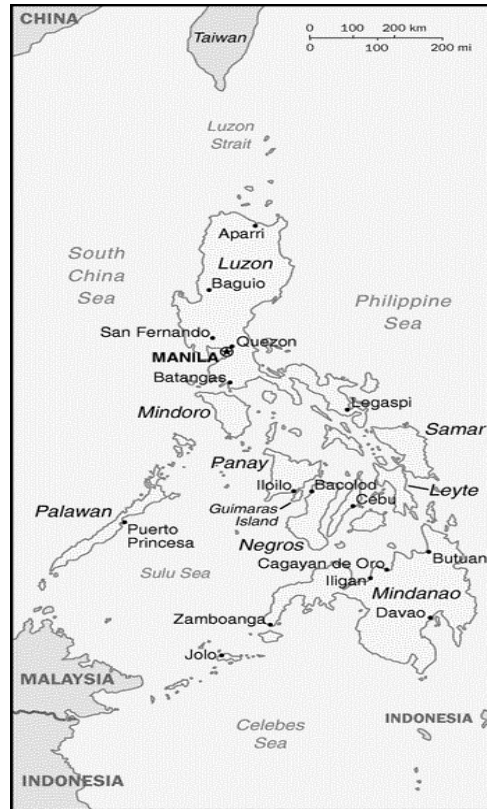 CHINA
Taiwan
0 100 200 km
0 100 200 mi
Luzon
Strait
Aparri
Luzon
South
China
Sea
Baguio
Philippine
Sea
San Fernando
Quezon
MANILA
Batangas
Legaspi
Mindoro
Samar
Panay
Iloilo
Bacolod
Cebu
Leyte
Guimaras
Island
Palawan
Puerto
Princesa
Negros
Cagayan de Oro
Butuan
Sulu Sea
Iligan
Mindanao
Davao
Zamboanga
Jolo
MALAYSIA
Celebes
Sea
INDONESIA
INDONESIA